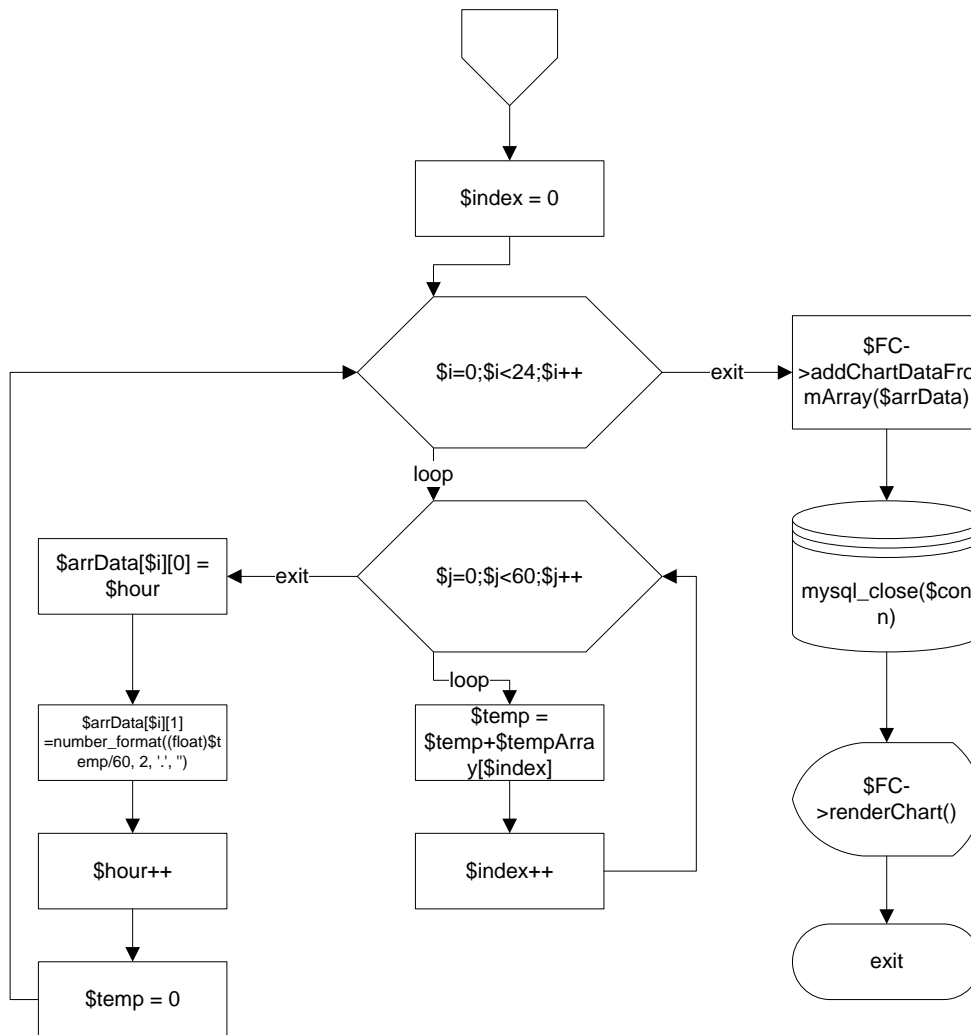 $index = 0
$i=0;$i<24;$i++
exit
$FC-
>addChartDataFro
mArray($arrData)
loop
$arrData[$i][0] =
$hour
exit
$j=0;$j<60;$j++
mysql_close($con
n)
loop
$arrData[$i][1]
=number_format((float)$t
emp/60, 2, '.', '')
$temp =
$temp+$tempArra
y[$index]
$FC-
>renderChart()
$hour++
$index++
exit
$temp = 0